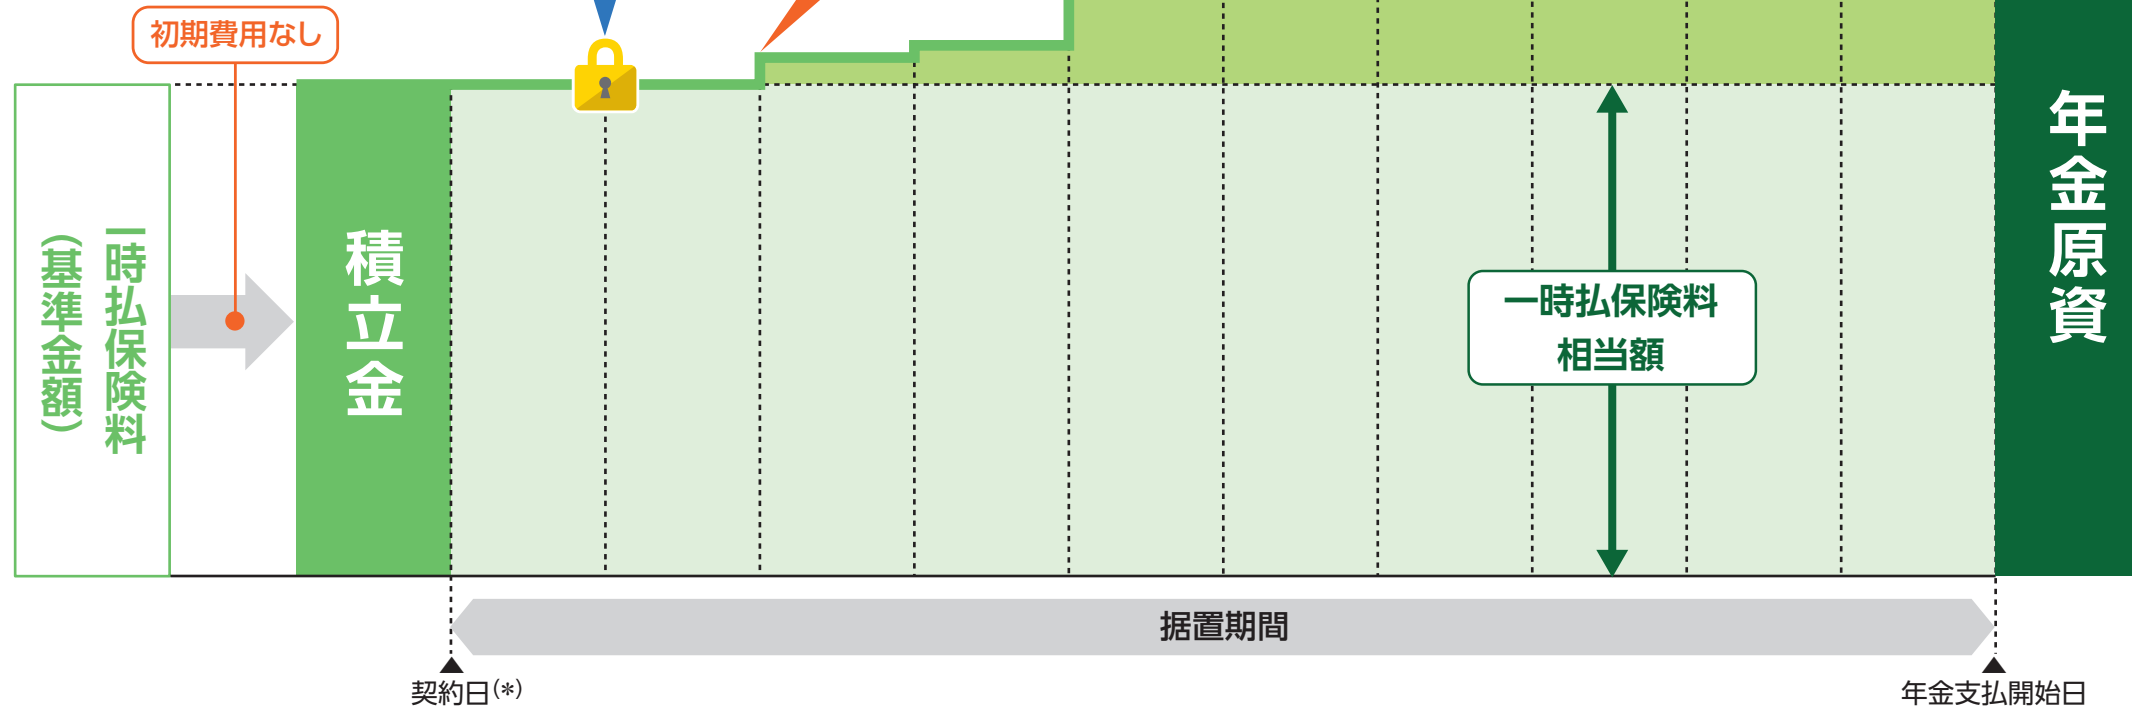 初期費用なし
一時払保険料
（基準金額）
積立金
一時払保険料
相当額
年金原資
据置期間
契約日(*)
年金支払開始日